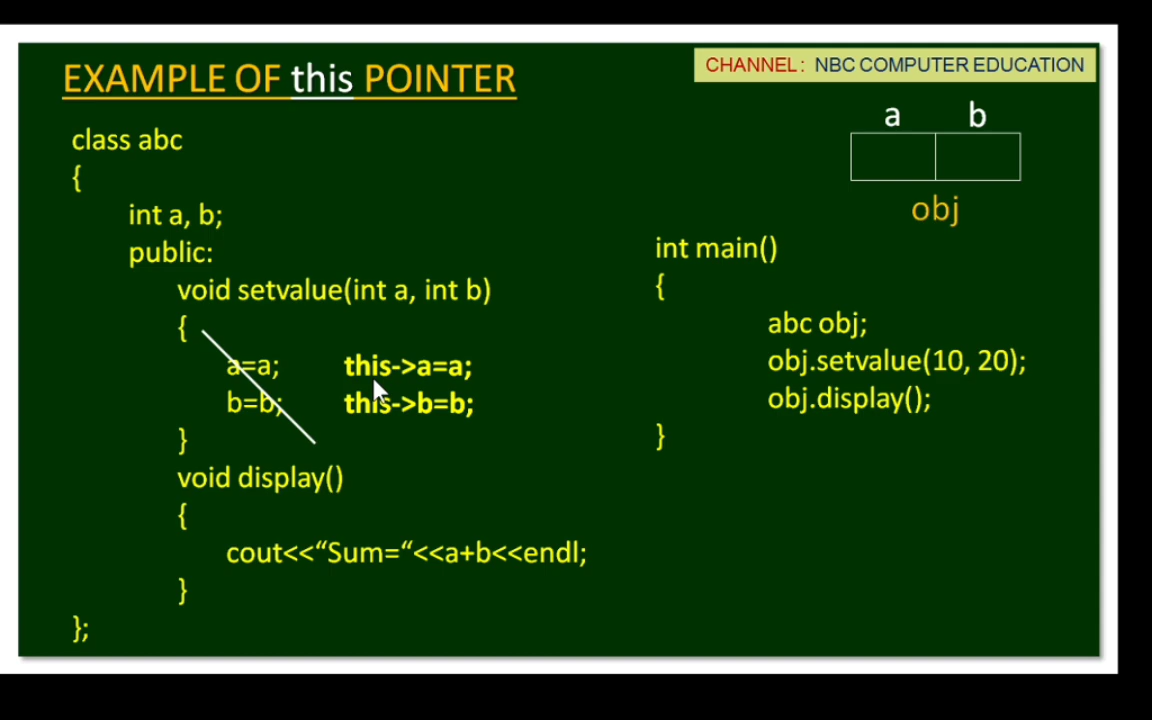 EXAMPLE OF this POINTER
CHANNEL: NBC COMPUTER EDUCATION
class abc
{
int a, b;
public:
void setvalue(int a, int b)
{
a=a; this->a=a;
b=b; this->b=b;
}
void display()
{
cout<<“Sum=“<<a+b<<endl;
}
};
a b
obj
int main()
{
abc obj;
obj.setvalue(10, 20);
obj.display();
}